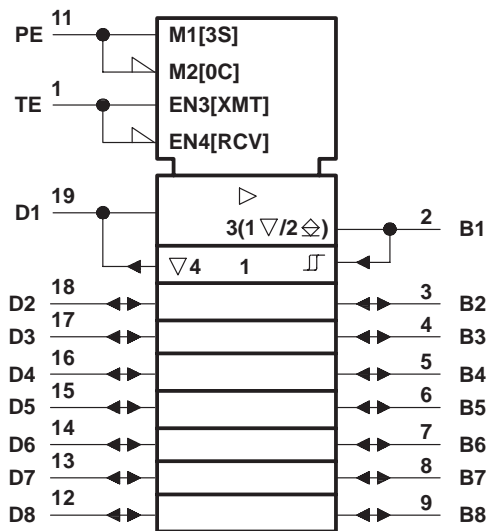 PE 11 M1[3S]
M2[0C]
TE 1 EN3[XMT]
EN4[RCV]
D1 19 ▷
3(1 ▽/2 ⎐) 2 B1
▽4 1
D2 18 3 B2
D3 17 4 B3
D4 16 5 B4
D5 15 6 B5
D6 14 7 B6
D7 13 8 B7
D8 12 9 B8